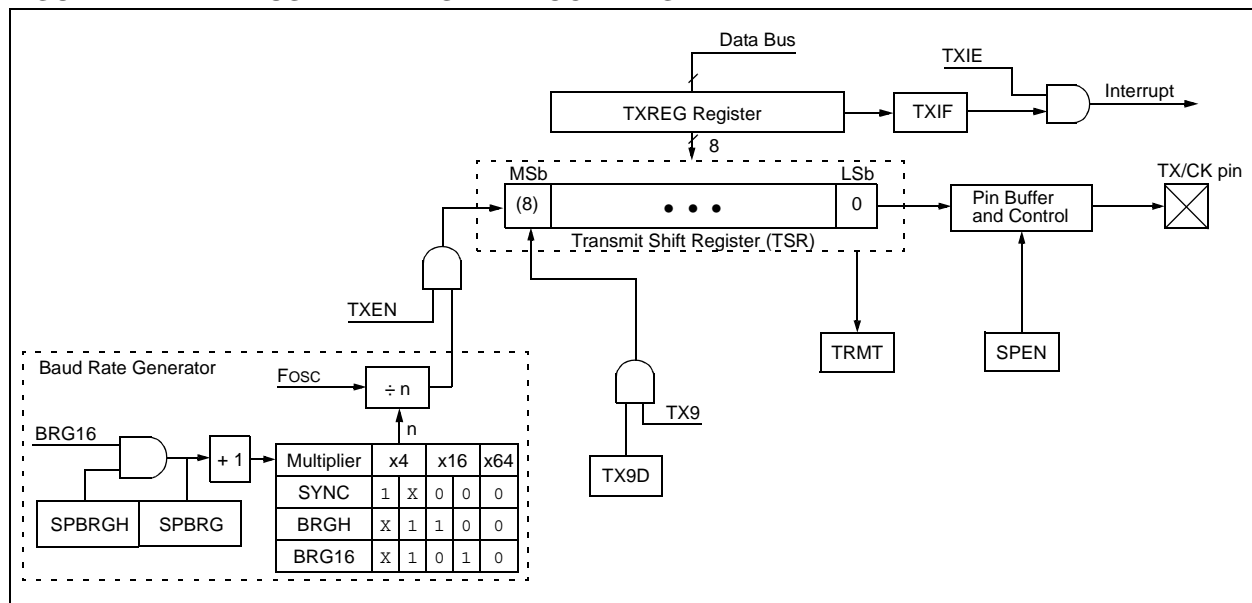 Data Bus
TXIE
Interrupt
TXREG Register
TXIF
8
MSb
LSb
TX/CK pin
(8)
• • •
0
Pin Buffer
and Control
Transmit Shift Register (TSR)
TXEN
TRMT
SPEN
Baud Rate Generator
FOSC
÷ n
TX9
n
BRG16
+ 1
Multiplier x4 x16 x64
TX9D
SYNC 1 X 0 0 0
SPBRGH SPBRG
BRGH X 1 1 0 0
BRG16 X 1 0 1 0